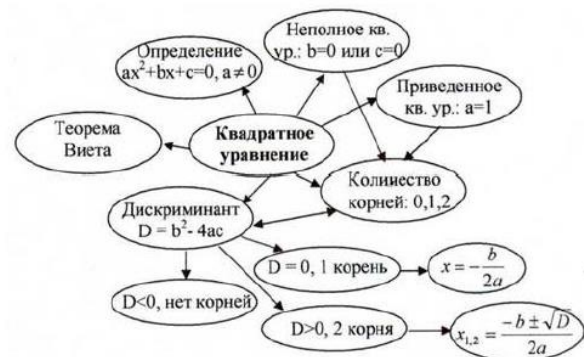 Определение
ax²+bx+c=0, a≠0
Неполное кв.
ур.: b=0 или c=0
Приведенное
кв. ур.: a=1
Теорема
Виета
Квадратное
уравнение
Количество
корней: 0,1,2
Дискриминант
D = b²- 4ac
D = 0, 1 корень
x = -b/2a
D<0, нет корней
D>0, 2 корня
x₁,₂ = (-b ± √D)/2a